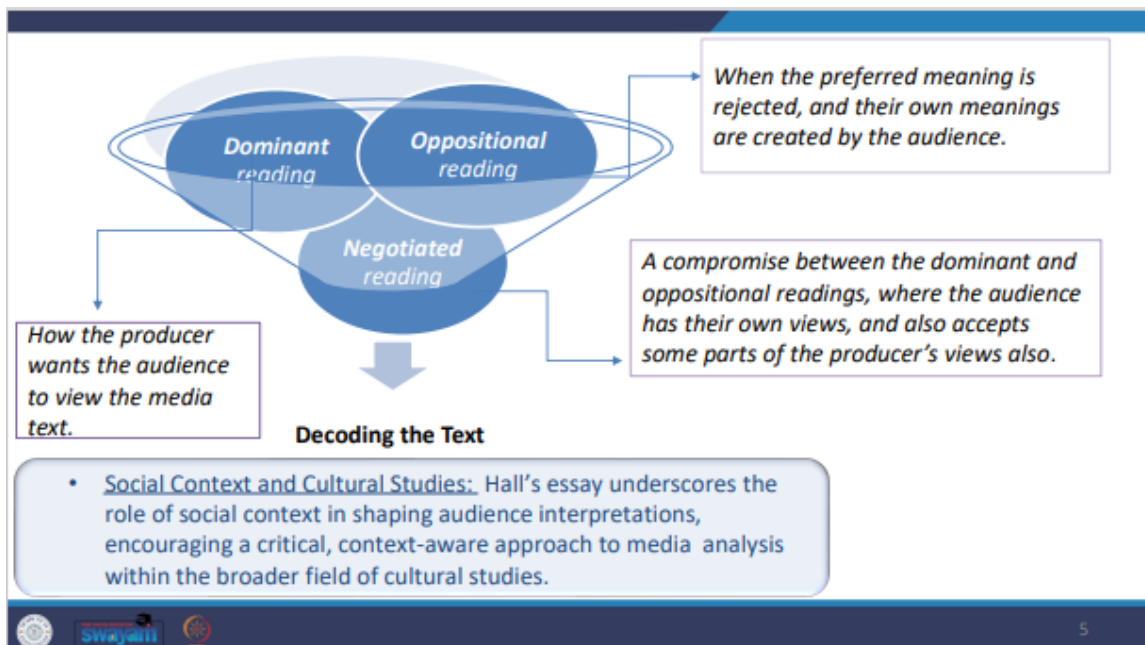 When the preferred meaning is
rejected, and their own meanings
are created by the audience.
Dominant
reading
Oppositional
reading
Negotiated
reading
A compromise between the dominant and
oppositional readings, where the audience
has their own views, and also accepts
some parts of the producer's views also.
How the producer
wants the audience
to view the media
text.
Decoding the Text
• Social Context and Cultural Studies: Hall's essay underscores the
role of social context in shaping audience interpretations,
encouraging a critical, context-aware approach to media analysis
within the broader field of cultural studies.
swayam
5